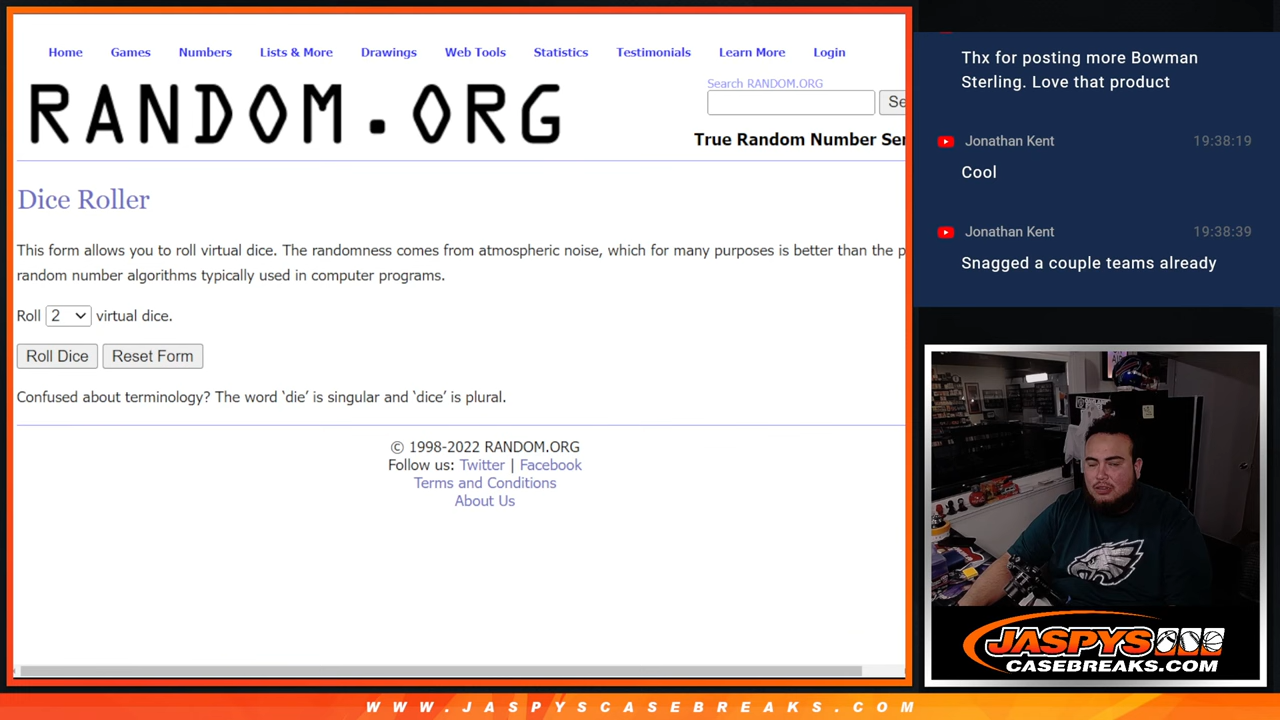 Home Games Numbers Lists & More Drawings Web Tools Statistics Testimonials Learn More Login
RANDOM.ORG
Search RANDOM.ORG
Se
True Random Number Ser
Dice Roller
This form allows you to roll virtual dice. The randomness comes from atmospheric noise, which for many purposes is better than the p
random number algorithms typically used in computer programs.
Roll 2 virtual dice.
Roll Dice Reset Form
Confused about terminology? The word ‘die’ is singular and ‘dice’ is plural.
© 1998-2022 RANDOM.ORG
Follow us: Twitter | Facebook
Terms and Conditions
About Us
Thx for posting more Bowman
Sterling. Love that product
Jonathan Kent 19:38:19
Cool
Jonathan Kent 19:38:39
Snagged a couple teams already
JASPYS
CASEBREAKS.COM
WWW.JASPYSCASEBREAKS.COM